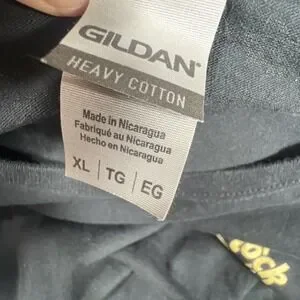 GILDAN®
HEAVY COTTON
Made in Nicaragua
Fabriqué au Nicaragua
Hecho en Nicaragua
XL | TG | EG